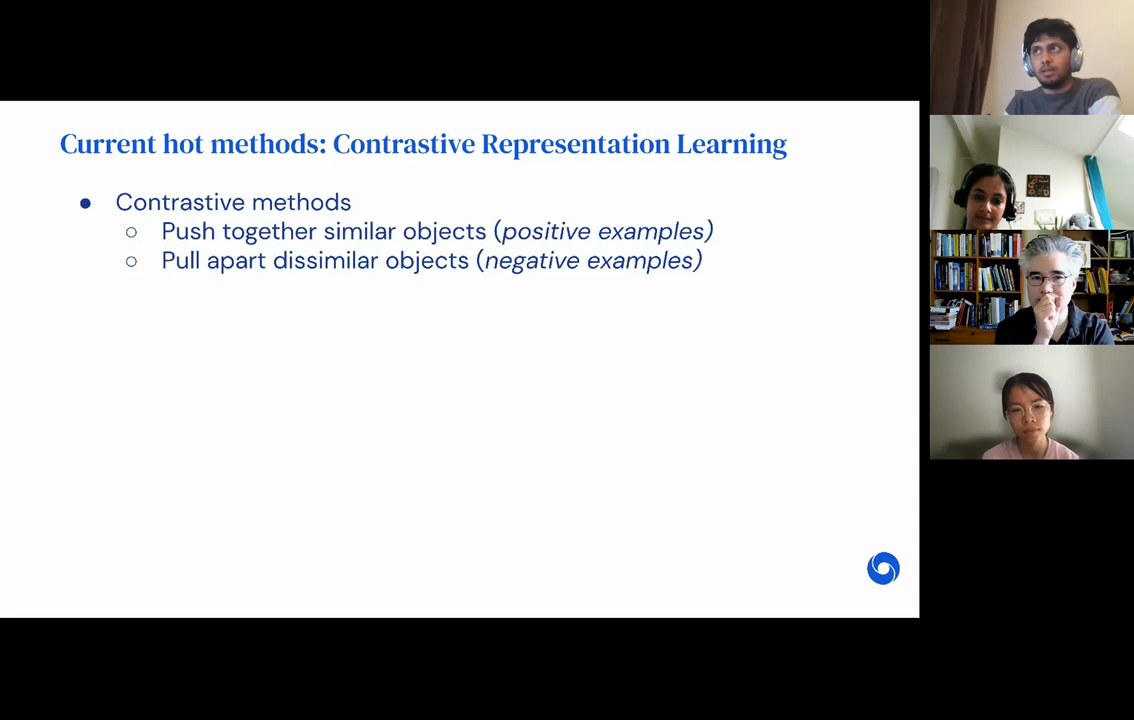 Current hot methods: Contrastive Representation Learning
● Contrastive methods
○ Push together similar objects (positive examples)
○ Pull apart dissimilar objects (negative examples)